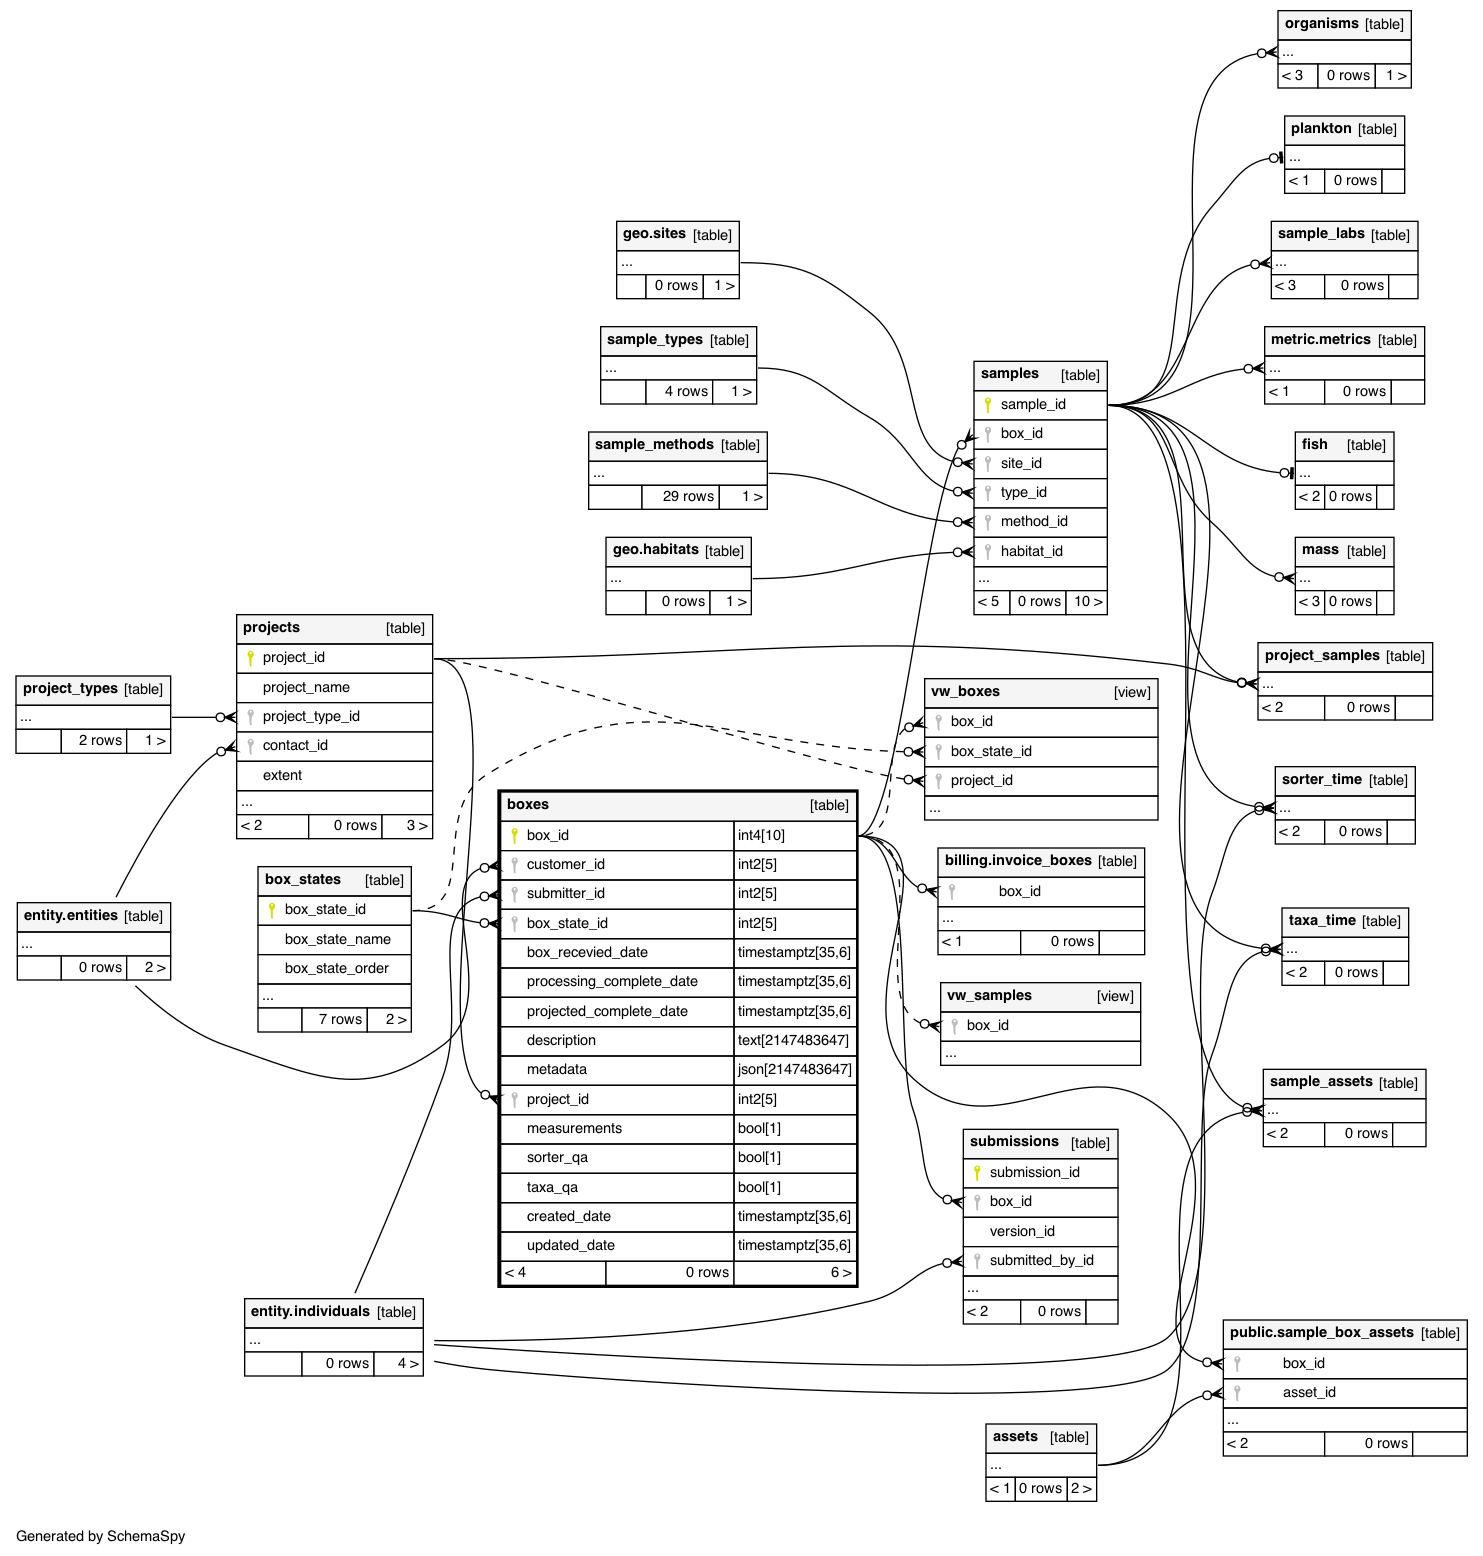 organisms [table]
...
< 3 0 rows 1 >
plankton [table]
...
< 1 0 rows
geo.sites [table]
...
0 rows 1 >
sample_labs [table]
...
< 3 0 rows
sample_types [table]
...
4 rows 1 >
metric.metrics [table]
...
< 1 0 rows
samples [table]
sample_id
box_id
site_id
type_id
method_id
habitat_id
...
< 5 0 rows 10 >
sample_methods [table]
...
29 rows 1 >
fish [table]
...
< 2 0 rows
geo.habitats [table]
...
0 rows 1 >
mass [table]
...
< 3 0 rows
projects [table]
project_id
project_name
project_type_id
contact_id
extent
...
< 2 0 rows 3 >
project_samples [table]
...
< 2 0 rows
project_types [table]
...
2 rows 1 >
vw_boxes [view]
box_id
box_state_id
project_id
...
sorter_time [table]
...
< 2 0 rows
boxes [table]
box_id int4[10]
customer_id int2[5]
submitter_id int2[5]
box_state_id int2[5]
box_recevied_date timestamptz[35,6]
processing_complete_date timestamptz[35,6]
projected_complete_date timestamptz[35,6]
description text[2147483647]
metadata json[2147483647]
project_id int2[5]
measurements bool[1]
sorter_qa bool[1]
taxa_qa bool[1]
created_date timestamptz[35,6]
updated_date timestamptz[35,6]
< 4 0 rows 6 >
billing.invoice_boxes [table]
box_id
...
< 1 0 rows
box_states [table]
box_state_id
box_state_name
box_state_order
...
7 rows 2 >
entity.entities [table]
...
0 rows 2 >
taxa_time [table]
...
< 2 0 rows
vw_samples [view]
box_id
...
sample_assets [table]
...
< 2 0 rows
submissions [table]
submission_id
box_id
version_id
submitted_by_id
...
< 2 0 rows
entity.individuals [table]
...
0 rows 4 >
public.sample_box_assets [table]
box_id
asset_id
...
< 2 0 rows
assets [table]
...
< 1 0 rows 2 >
Generated by SchemaSpy